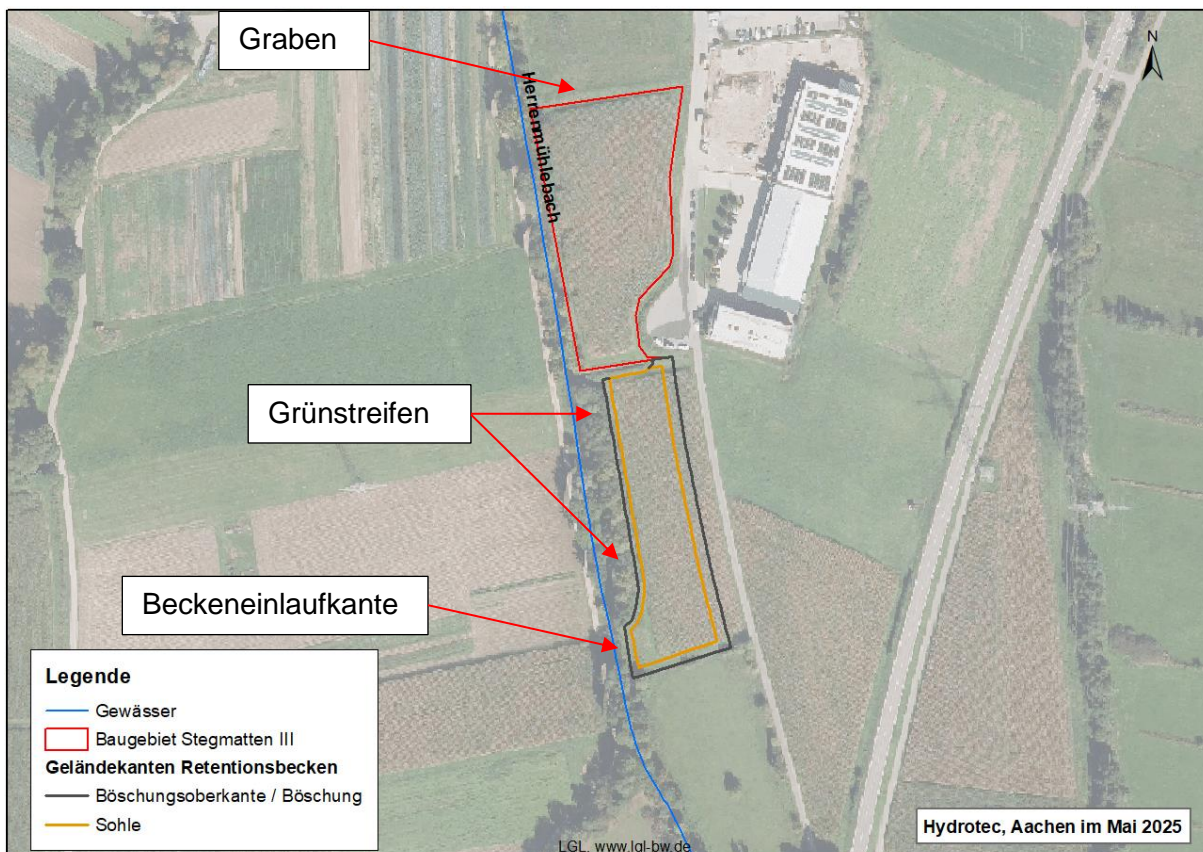 Graben
N
Herrenmühlebach
Grünstreifen
Beckeneinlaufkante
Legende
Gewässer
Baugebiet Stegmatten III
Geländekanten Retentionsbecken
Böschungsoberkante / Böschung
Sohle
Hydrotec, Aachen im Mai 2025
LGL, www.lgl-bw.de